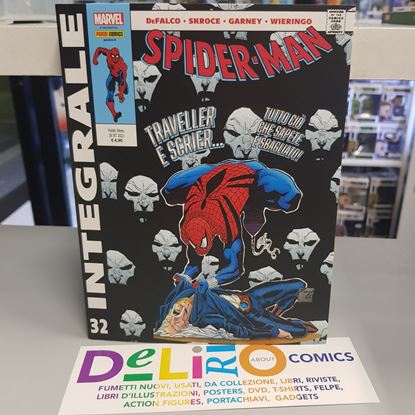 MARVEL
PANINI COMICS
DeFALCO • SKROCE • GARNEY • WIERINGO
SPIDER-MAN
INTEGRALE
32
€ 4,90
TRAVELLER
E SCRIER...
TUTTO CIÒ
CHE SAPETE
È SBAGLIATO!
DELIRIO ABOUT COMICS
FUMETTI NUOVI, USATI, DA COLLEZIONE, LIBRI, RIVISTE,
LIBRI D'ILLUSTRAZIONI, POSTERS, DVD, T-SHIRTS, FELPE,
ACTION FIGURES, PORTACHIAVI, GADGETS